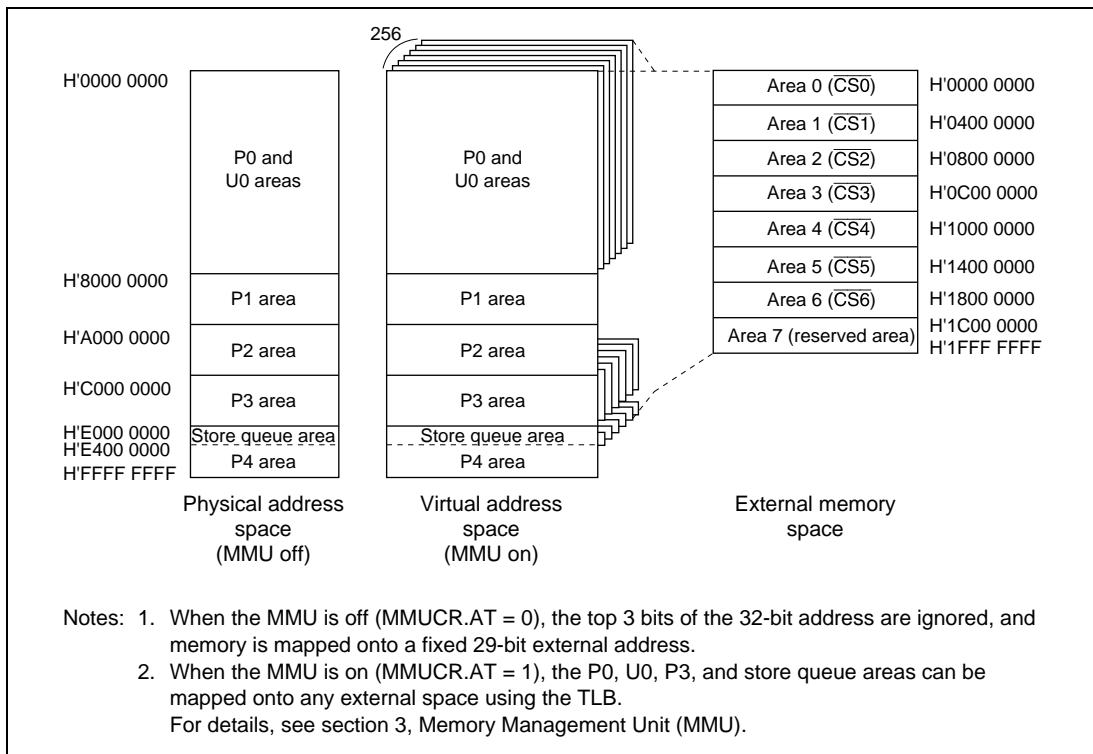 256
H'0000 0000
P0 and
U0 areas
H'8000 0000
P1 area
H'A000 0000
P2 area
H'C000 0000
P3 area
H'E000 0000
Store queue area
H'E400 0000
P4 area
H'FFFF FFFF
Physical address
space
(MMU off)
P0 and
U0 areas
P1 area
P2 area
P3 area
Store queue area
P4 area
Virtual address
space
(MMU on)
Area 0 (CS0) H'0000 0000
Area 1 (CS1) H'0400 0000
Area 2 (CS2) H'0800 0000
Area 3 (CS3) H'0C00 0000
Area 4 (CS4) H'1000 0000
Area 5 (CS5) H'1400 0000
Area 6 (CS6) H'1800 0000
Area 7 (reserved area) H'1C00 0000
H'1FFF FFFF
External memory
space
Notes: 1. When the MMU is off (MMUCR.AT = 0), the top 3 bits of the 32-bit address are ignored, and
memory is mapped onto a fixed 29-bit external address.
2. When the MMU is on (MMUCR.AT = 1), the P0, U0, P3, and store queue areas can be
mapped onto any external space using the TLB.
For details, see section 3, Memory Management Unit (MMU).